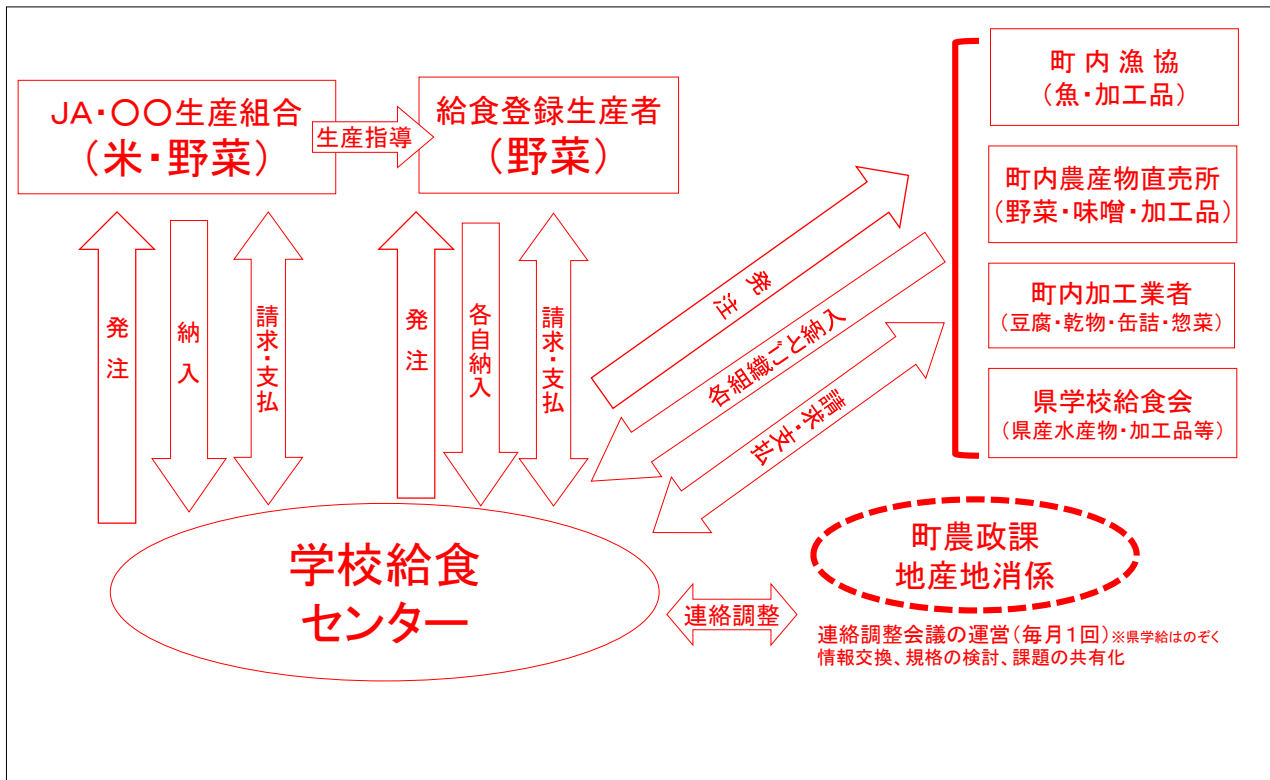 JA・〇〇生産組合
(米・野菜)
生産指導
給食登録生産者
(野菜)
町内漁協
(魚・加工品)
町内農産物直売所
(野菜・味噌・加工品)
町内加工業者
(豆腐・乾物・缶詰・惣菜)
県学校給食会
(県産水産物・加工品等)
発注
納入
請求・支払
発注
各自納入
請求・支払
発注
各組織ごと納入
請求・支払
学校給食
センター
連絡調整
町農政課
地産地消係
連絡調整会議の運営(毎月1回)※県学給はのぞく
情報交換、規格の検討、課題の共有化